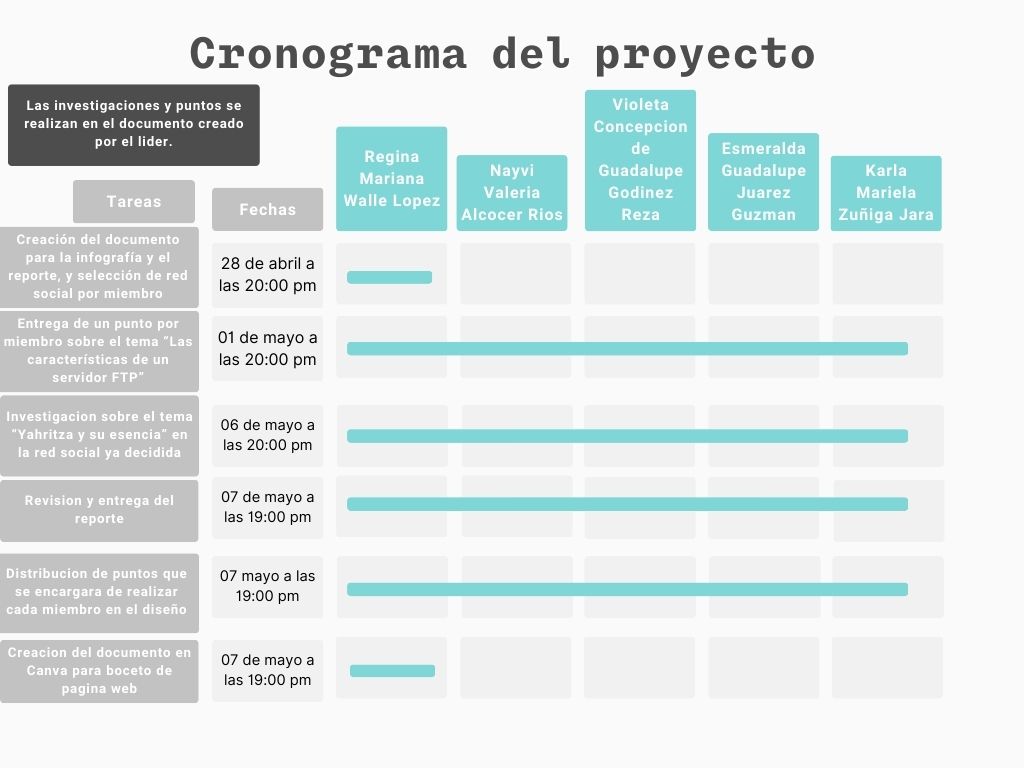 Cronograma del proyecto
Las investigaciones y puntos se
realizan en el documento creado
por el lider.
Tareas
Fechas
Regina
Mariana
Walle Lopez
Nayvi
Valeria
Alcocer Rios
Violeta
Concepcion
de
Guadalupe
Godinez
Reza
Esmeralda
Guadalupe
Juarez
Guzman
Karla
Mariela
Zuñiga Jara
Creación del documento
para la infografía y el
reporte, y selección de red
social por miembro
28 de abril a
las 20:00 pm
Entrega de un punto por
miembro sobre el tema “Las
características de un
servidor FTP”
01 de mayo a
las 20:00 pm
Investigacion sobre el tema
“Yahritza y su esencia” en
la red social ya decidida
06 de mayo a
las 20:00 pm
Revision y entrega del
reporte
07 de mayo a
las 19:00 pm
Distribucion de puntos que
se encargara de realizar
cada miembro en el diseño
07 mayo a las
19:00 pm
Creacion del documento en
Canva para boceto de
pagina web
07 de mayo a
las 19:00 pm